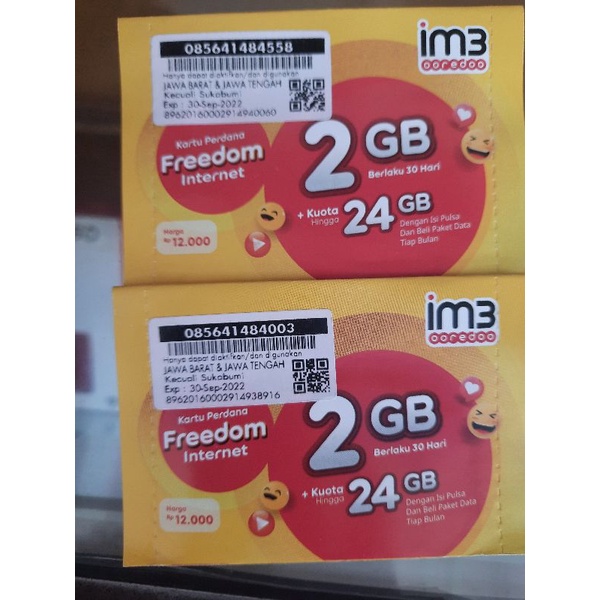 085641484558
Hanya dapat diaktifkan/dan digunakan
JAWA BARAT & JAWA TENGAH
Kecuali Sukabumi
Exp : 30-Sep-2022
89620160002914940060
im3
ooredoo
Kartu Perdana
Freedom
Internet
2 GB
Berlaku 30 Hari
+ Kuota
Hingga
24 GB
Dengan Isi Pulsa
Dan Beli Paket Data
Tiap Bulan
Harga
Rp 12.000
085641484003
Hanya dapat diaktifkan/dan digunakan
JAWA BARAT & JAWA TENGAH
Kecuali Sukabumi
Exp : 30-Sep-2022
89620160002914938916
im3
ooredoo
Kartu Perdana
Freedom
Internet
2 GB
Berlaku 30 Hari
+ Kuota
Hingga
24 GB
Dengan Isi Pulsa
Dan Beli Paket Data
Tiap Bulan
Harga
Rp 12.000